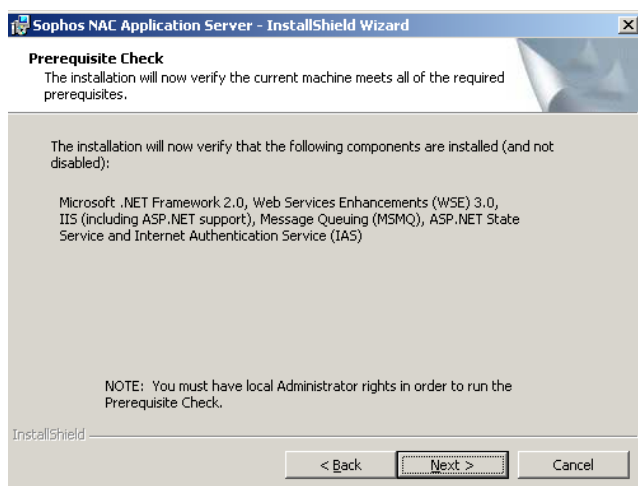 Sophos NAC Application Server - InstallShield Wizard
Prerequisite Check
The installation will now verify the current machine meets all of the required
prerequisites.
The installation will now verify that the following components are installed (and not
disabled):
Microsoft .NET Framework 2.0, Web Services Enhancements (WSE) 3.0,
IIS (including ASP.NET support), Message Queuing (MSMQ), ASP.NET State
Service and Internet Authentication Service (IAS)
NOTE: You must have local Administrator rights in order to run the
Prerequisite Check.
InstallShield
< Back Next > Cancel